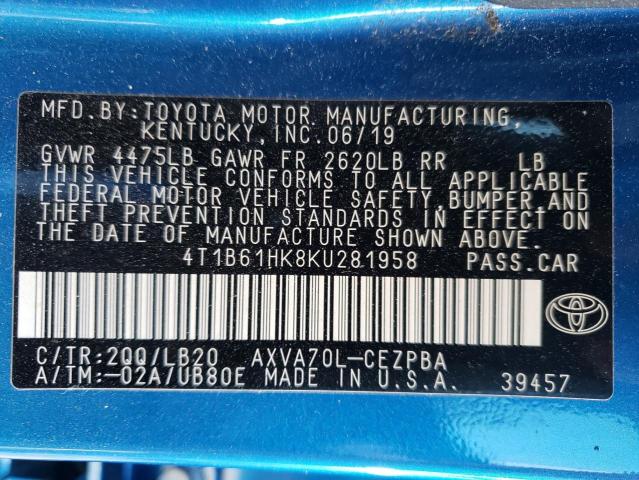 MFD. BY: TOYOTA MOTOR MANUFACTURING,
KENTUCKY, INC. 06/19
GVWR 4475LB GAWR FR 2620LB RR LB
THIS VEHICLE CONFORMS TO ALL APPLICABLE
FEDERAL MOTOR VEHICLE SAFETY, BUMPER, AND
THEFT PREVENTION STANDARDS IN EFFECT ON
THE DATE OF MANUFACTURE SHOWN ABOVE.
4T1B61HK8KU281958 PASS.CAR
C/TR:2QQ/LB20 AXVA70L-CEZPBA
A/TM:-02A/UB80E MADE IN U.S.A. 39457